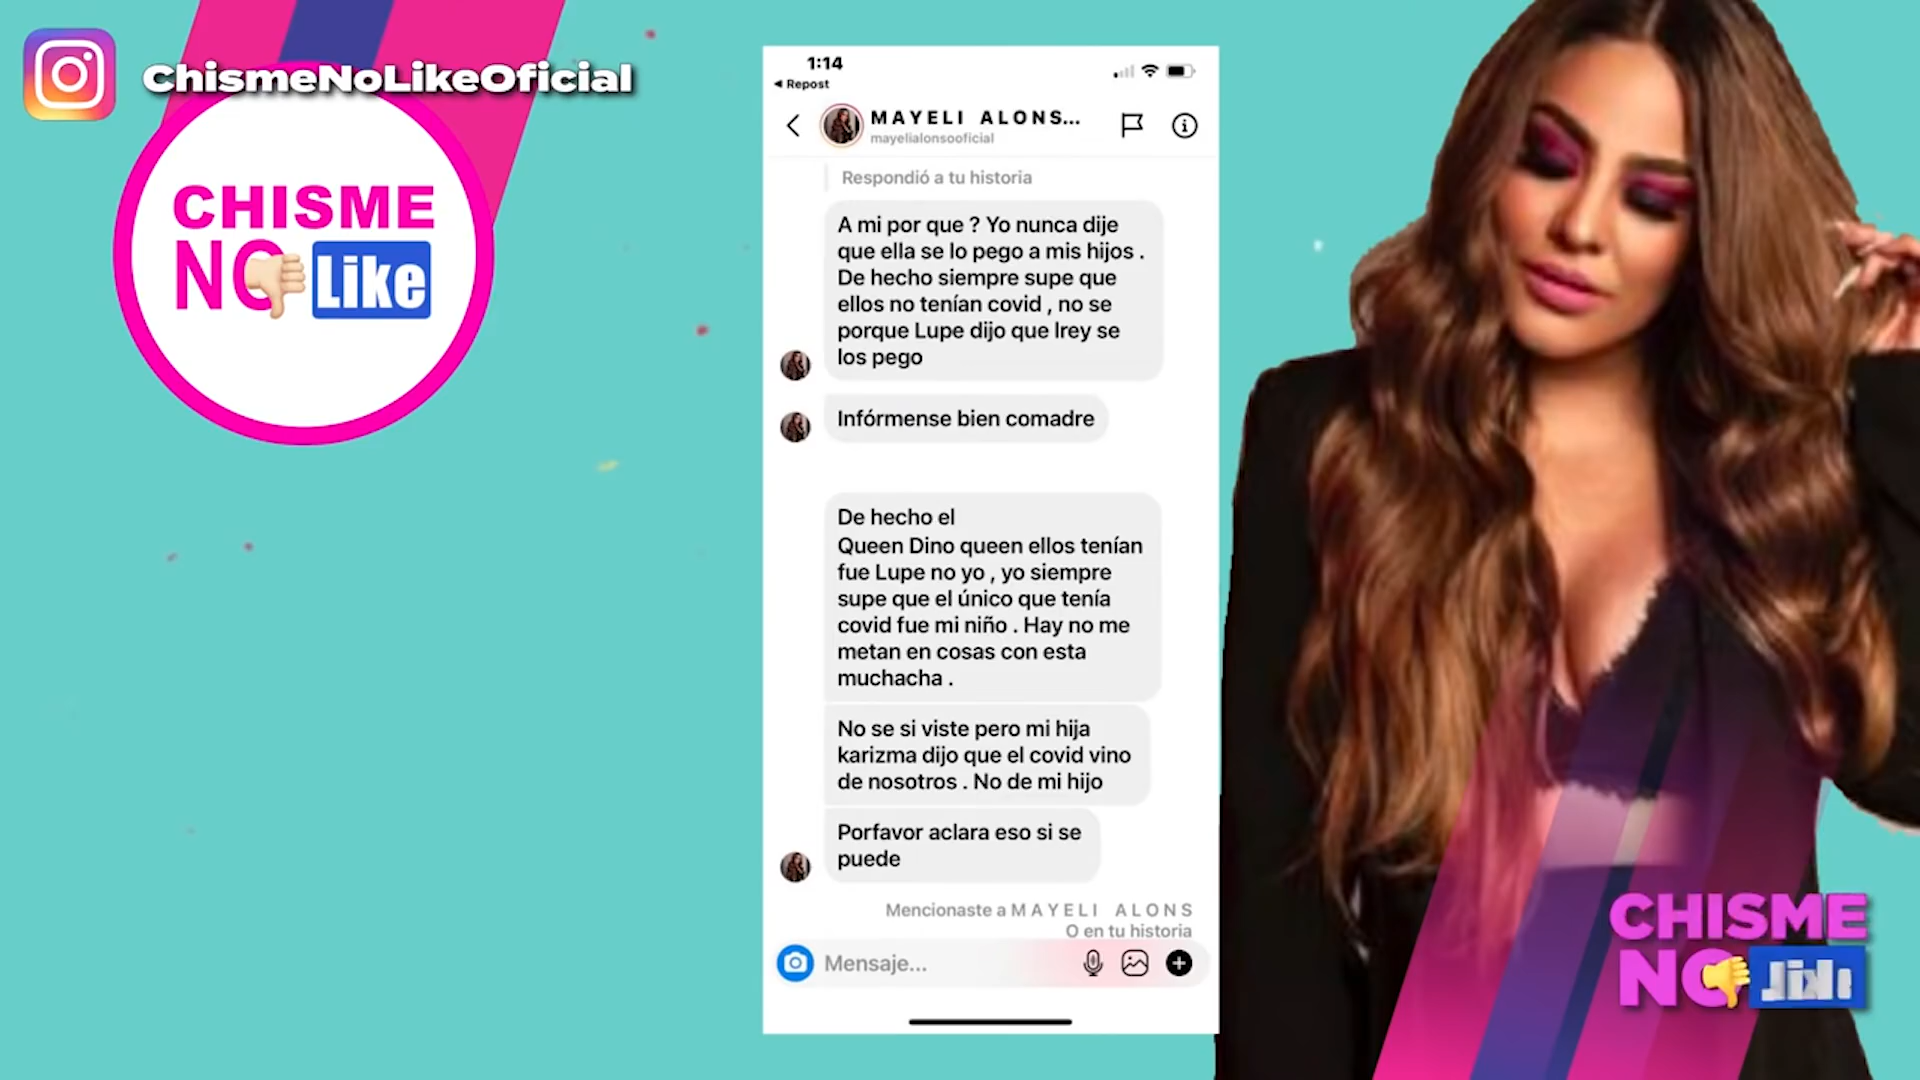 ChismeNoLikeOficial
CHISME
NO
Like
1:14
Repost
MAYELI ALONS...
mayelialonsooficial
Respondió a tu historia
A mi por que ? Yo nunca dije
que ella se lo pego a mis hijos .
De hecho siempre supe que
ellos no tenían covid , no se
porque Lupe dijo que Irey se
los pego
Infórmense bien comadre
De hecho el
Queen Dino queen ellos tenían
fue Lupe no yo , yo siempre
supe que el único que tenía
covid fue mi niño . Hay no me
metan en cosas con esta
muchacha .
No se si viste pero mi hija
karizma dijo que el covid vino
de nosotros . No de mi hijo
Porfavor aclara eso si se
puede
Mencionaste a MAYELI ALONS
O en tu historia
Mensaje...
CHISME
NO